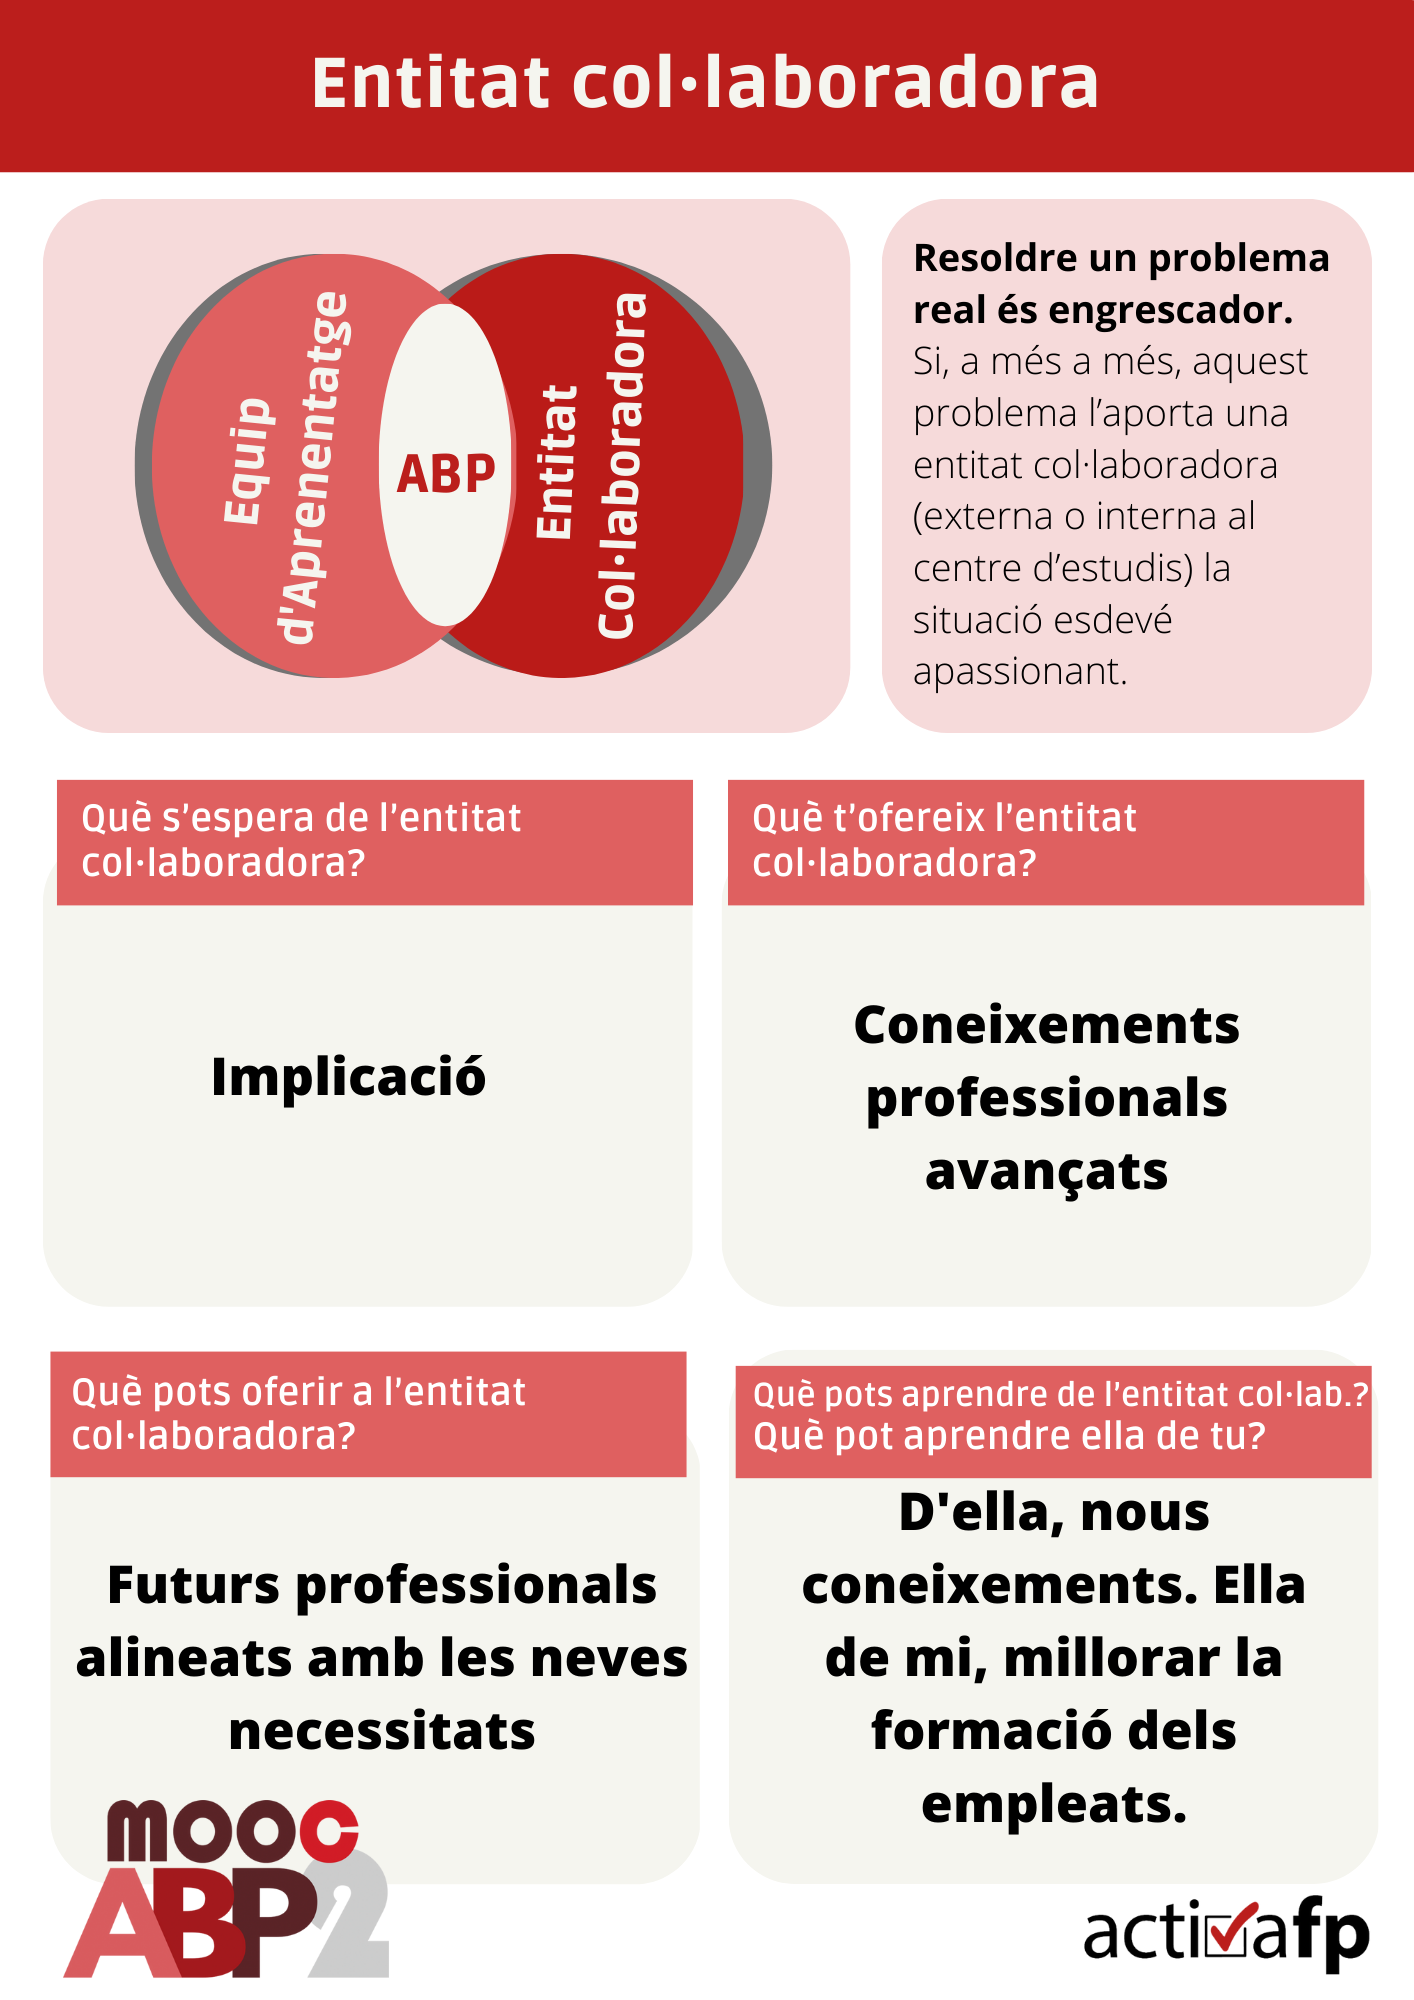 Entitat col·laboradora
Equip
d'Aprenentatge
ABP
Entitat
Col·laboradora
Resoldre un problema
real és engrescador.
Si, a més a més, aquest
problema l’aporta una
entitat col·laboradora
(externa o interna al
centre d’estudis) la
situació esdevé
apassionant.
Què s’espera de l’entitat
col·laboradora?
Implicació
Què t’ofereix l’entitat
col·laboradora?
Coneixements
professionals
avançats
Què pots oferir a l’entitat
col·laboradora?
Futurs professionals
alineats amb les neves
necessitats
Què pots aprendre de l’entitat col·lab.?
Què pot aprendre ella de tu?
D'ella, nous
coneixements. Ella
de mi, millorar la
formació dels
empleats.
mooc
ABP2
activafp